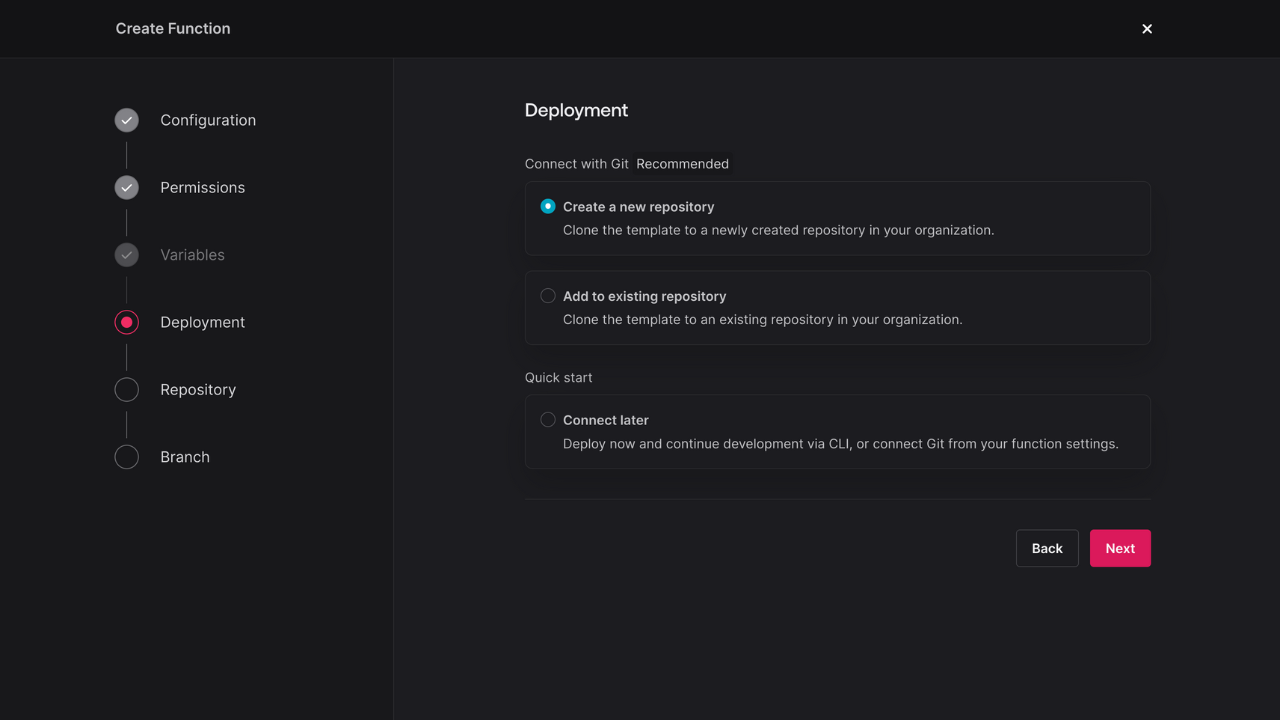 Create Function
Configuration
Permissions
Variables
Deployment
Repository
Branch
Deployment
Connect with Git Recommended
Create a new repository
Clone the template to a newly created repository in your organization.
Add to existing repository
Clone the template to an existing repository in your organization.
Quick start
Connect later
Deploy now and continue development via CLI, or connect Git from your function settings.
Back Next